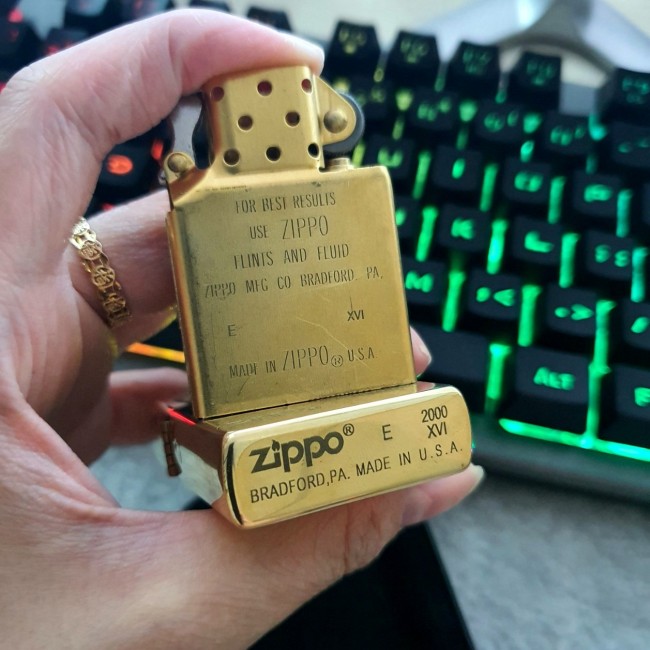 FOR BEST RESULTS
USE ZIPPO
FLINTS AND FLUID
ZIPPO MFG CO BRADFORD. PA.
E XVI
MADE IN ZIPPO® U.S.A
zippo® E 2000
XVI
BRADFORD,PA. MADE IN U.S.A.
ALT